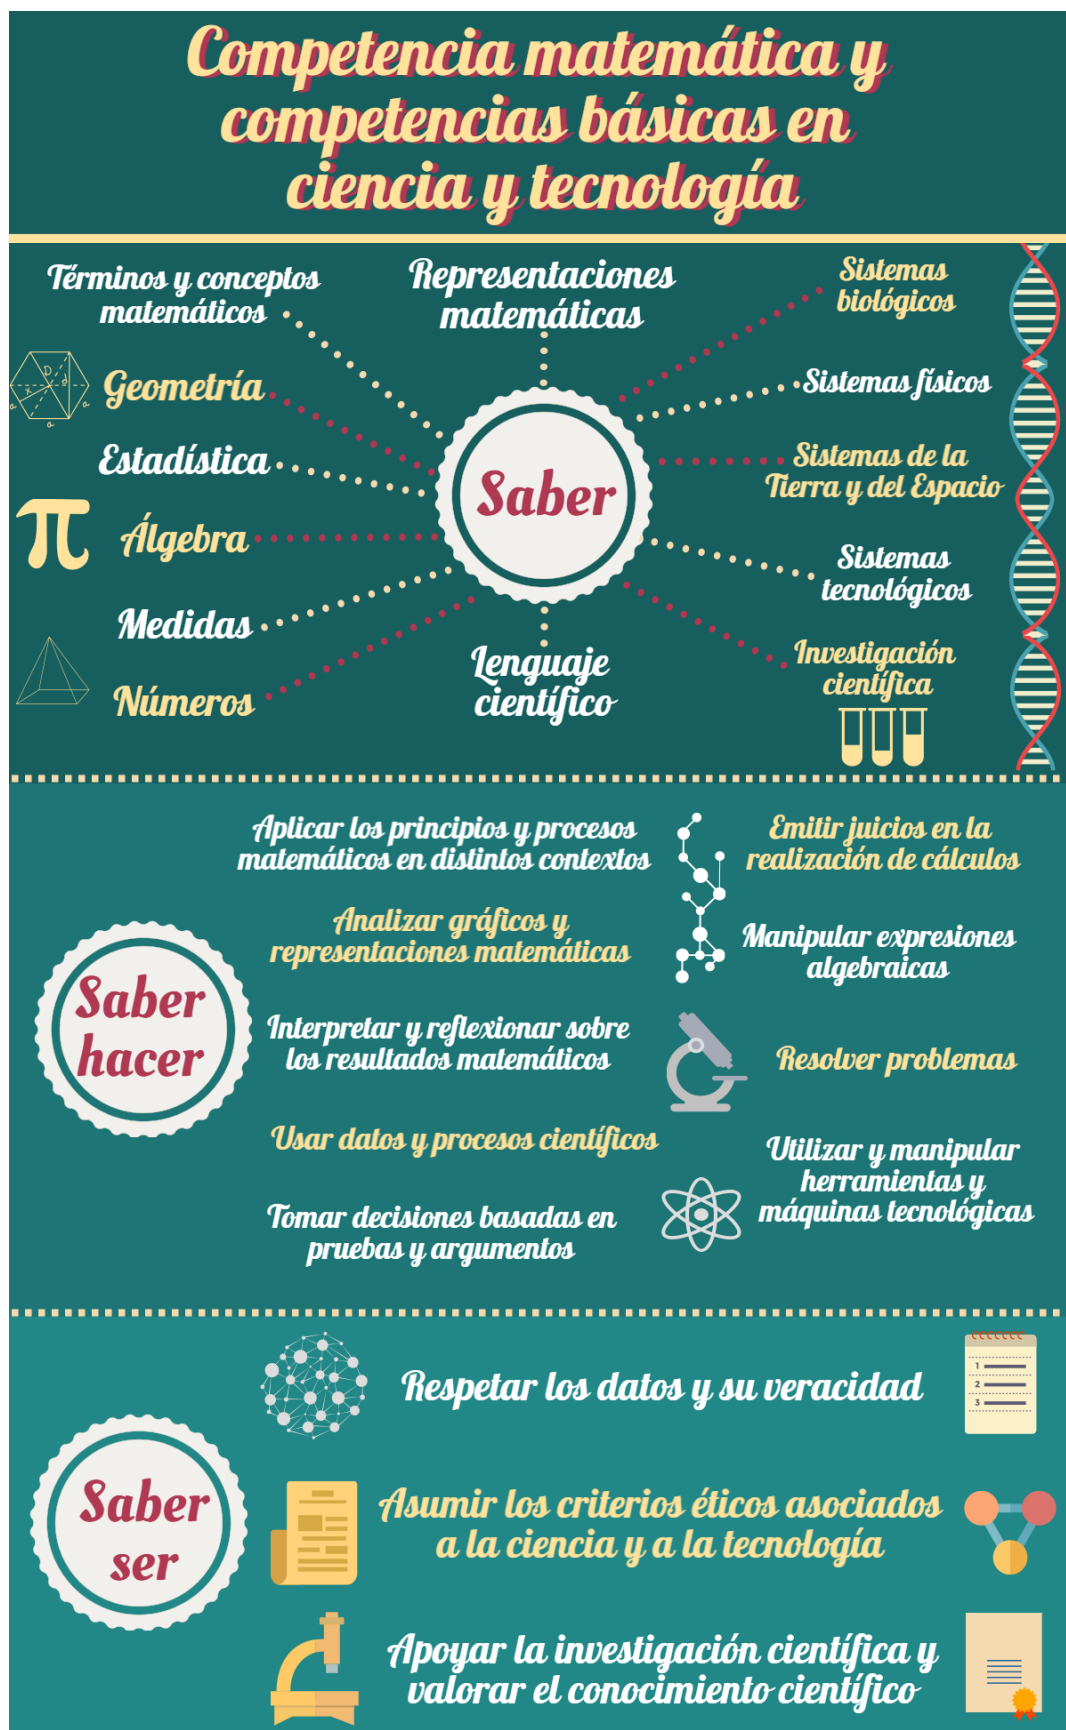 Competencia matemática y
competencias básicas en
ciencia y tecnología
Términos y conceptos
matemáticos
Representaciones
matemáticas
Sistemas
biológicos
Geometría
Sistemas físicos
Estadística
Sistemas de la
Tierra y del Espacio
Saber
Álgebra
Sistemas
tecnológicos
Medidas
Lenguaje
científico
Investigación
científica
Números
D
d
x
a
a
a
π
Aplicar los principios y procesos
matemáticos en distintos contextos
Emitir juicios en la
realización de cálculos
Analizar gráficos y
representaciones matemáticas
Manipular expresiones
algebraicas
Saber
hacer
Interpretar y reflexionar sobre
los resultados matemáticos
Resolver problemas
Usar datos y procesos científicos
Utilizar y manipular
herramientas y
máquinas tecnológicas
Tomar decisiones basadas en
pruebas y argumentos
Respetar los datos y su veracidad
1
2
3
Saber
ser
Asumir los criterios éticos asociados
a la ciencia y a la tecnología
Apoyar la investigación científica y
valorar el conocimiento científico